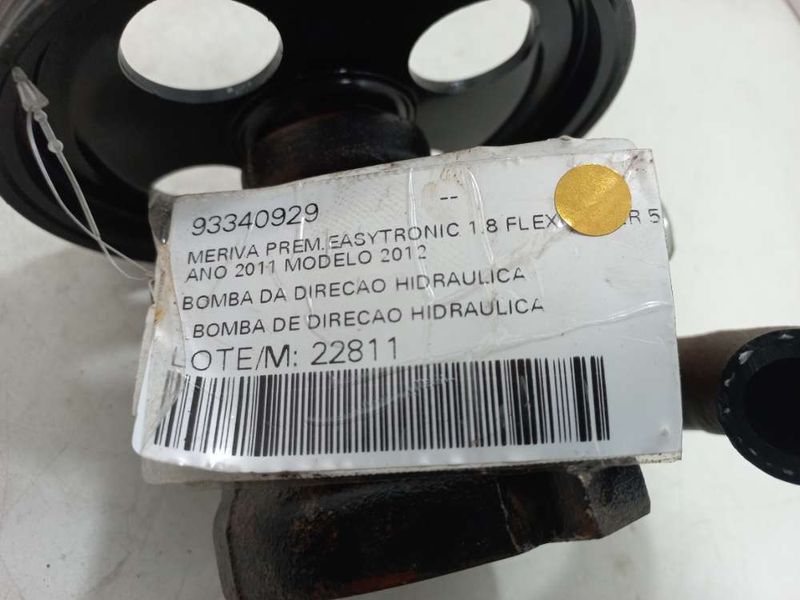 93340929 --
MERIVA PREM.EASYTRONIC 1.8 FLEX 5
ANO 2011 MODELO 2012
BOMBA DA DIRECAO HIDRAULICA
BOMBA DE DIRECAO HIDRAULICA
LOTE/M: 22811